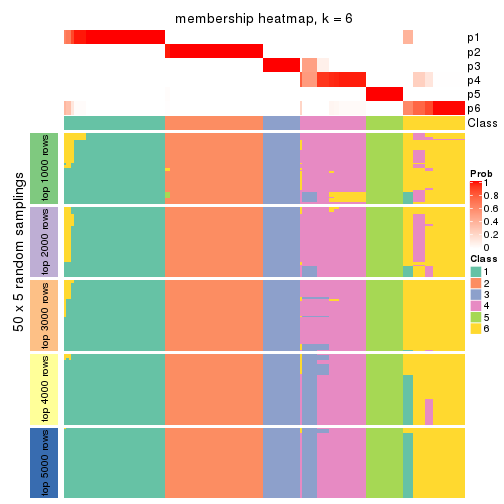 membership heatmap, k = 6
p1
p2
p3
p4
p5
p6
Class
50 x 5 random samplings
top 1000 rows
top 2000 rows
top 3000 rows
top 4000 rows
top 5000 rows
Prob
1
0.8
0.6
0.4
0.2
0
Class
1
2
3
4
5
6